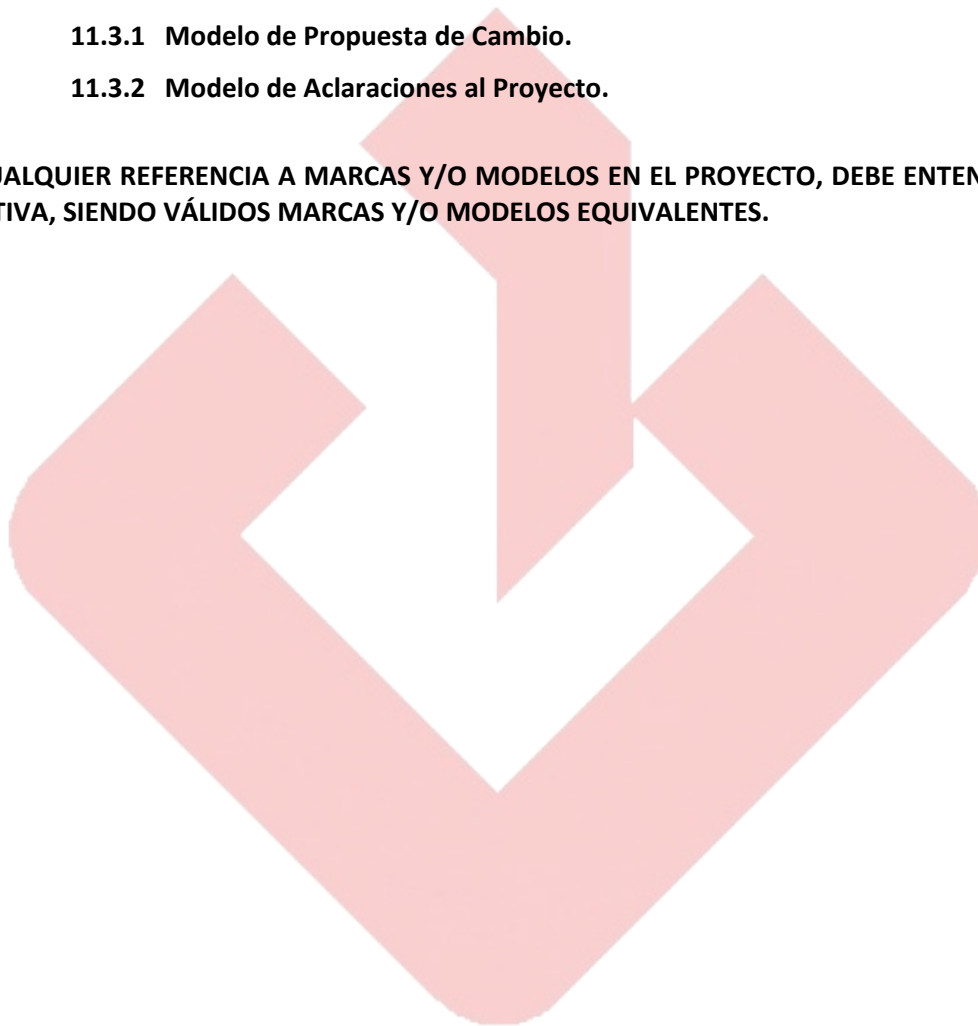 11.3.1 Modelo de Propuesta de Cambio.
11.3.2 Modelo de Aclaraciones al Proyecto.
UALQUIER REFERENCIA A MARCAS Y/O MODELOS EN EL PROYECTO, DEBE ENTEN
TIVA, SIENDO VÁLIDOS MARCAS Y/O MODELOS EQUIVALENTES.